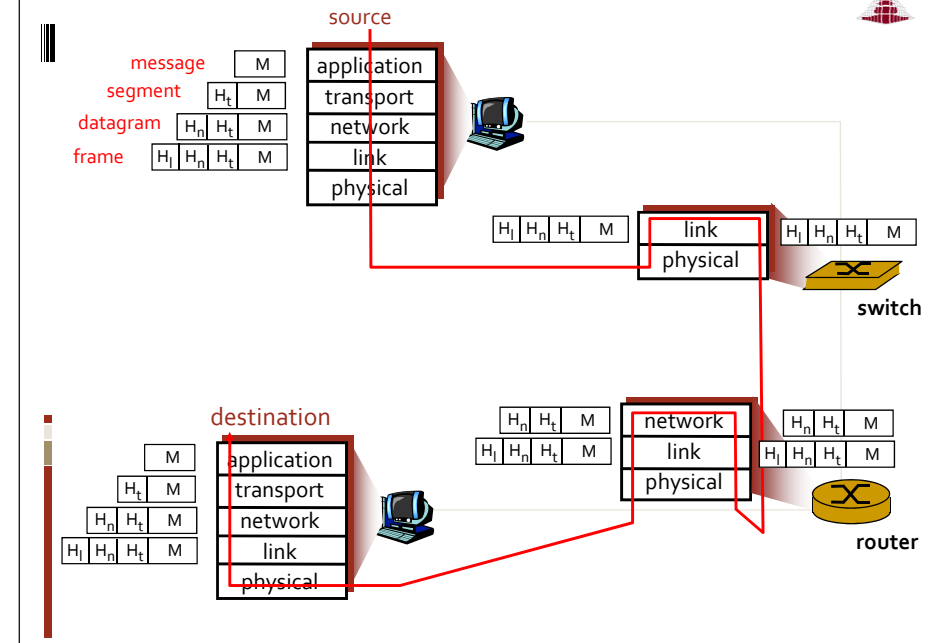 source
message M application
segment Ht M transport
datagram Hn Ht M network
frame Hl Hn Ht M link
physical
Hl Hn Ht M link Hl Hn Ht M
physical
switch
destination
Hn Ht M network Hn Ht M
Hl Hn Ht M link Hl Hn Ht M
physical
router
M application
Ht M transport
Hn Ht M network
Hl Hn Ht M link
physical